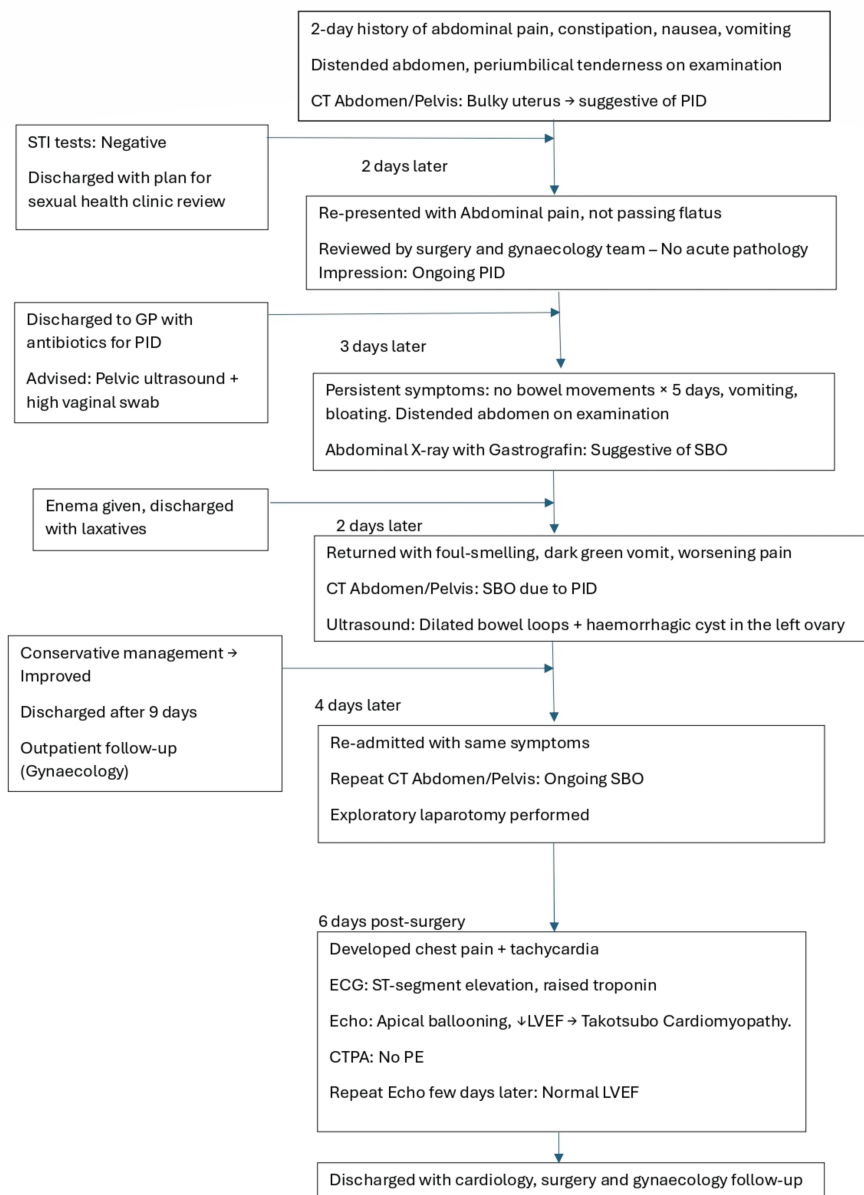 2-day history of abdominal pain, constipation, nausea, vomiting
Distended abdomen, periumbilical tenderness on examination
CT Abdomen/Pelvis: Bulky uterus → suggestive of PID
STI tests: Negative
Discharged with plan for
sexual health clinic review
2 days later
Re-presented with Abdominal pain, not passing flatus
Reviewed by surgery and gynaecology team – No acute pathology
Impression: Ongoing PID
Discharged to GP with
antibiotics for PID
Advised: Pelvic ultrasound +
high vaginal swab
3 days later
Persistent symptoms: no bowel movements × 5 days, vomiting,
bloating. Distended abdomen on examination
Abdominal X-ray with Gastrografin: Suggestive of SBO
Enema given, discharged
with laxatives
2 days later
Returned with foul-smelling, dark green vomit, worsening pain
CT Abdomen/Pelvis: SBO due to PID
Ultrasound: Dilated bowel loops + haemorrhagic cyst in the left ovary
Conservative management →
Improved
Discharged after 9 days
Outpatient follow-up
(Gynaecology)
4 days later
Re-admitted with same symptoms
Repeat CT Abdomen/Pelvis: Ongoing SBO
Exploratory laparotomy performed
6 days post-surgery
Developed chest pain + tachycardia
ECG: ST-segment elevation, raised troponin
Echo: Apical ballooning, ↓LVEF → Takotsubo Cardiomyopathy.
CTPA: No PE
Repeat Echo few days later: Normal LVEF
Discharged with cardiology, surgery and gynaecology follow-up